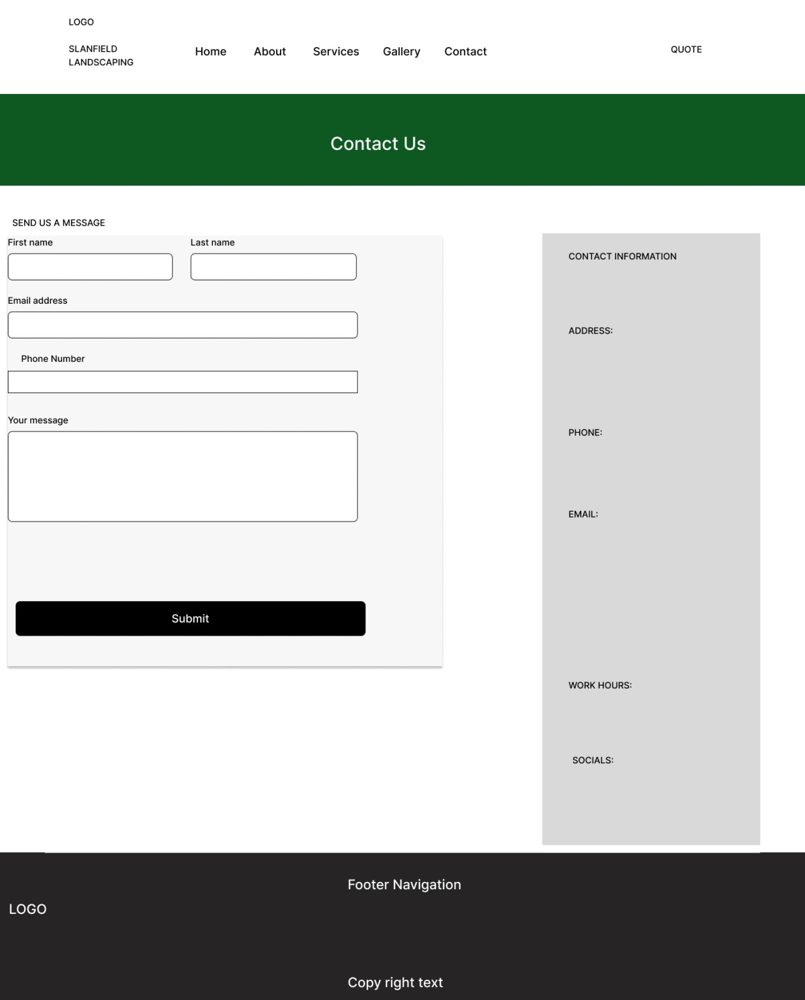 LOGO
SLANFIELD
LANDSCAPING
Home
About
Services
Gallery
Contact
QUOTE
Contact Us
SEND US A MESSAGE
First name
Last name
Email address
Phone Number
Your message
Submit
CONTACT INFORMATION
ADDRESS:
PHONE:
EMAIL:
WORK HOURS:
SOCIALS:
Footer Navigation
LOGO
Copy right text